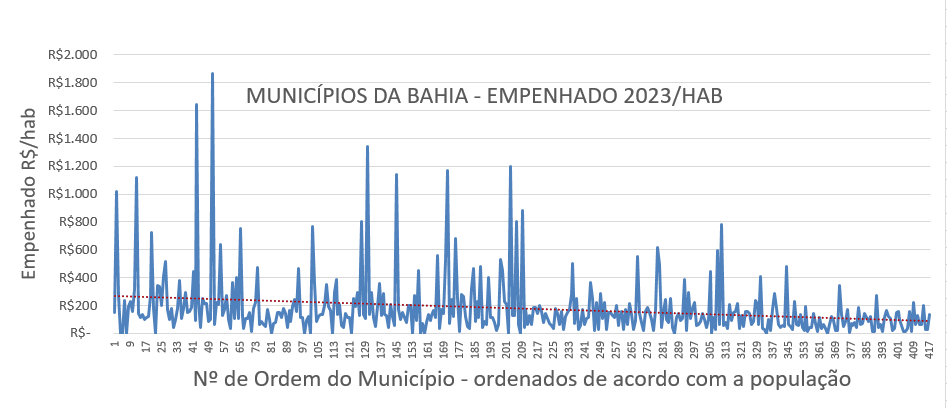 MUNICÍPIOS DA BAHIA - EMPENHADO 2023/HAB
Empenhado R$/hab
R$2.000
R$1.800
R$1.600
R$1.400
R$1.200
R$1.000
R$800
R$600
R$400
R$200
R$-
1 9 17 25 33 41 49 57 65 73 81 89 97 105 113 121 129 137 145 153 161 169 177 185 193 201 209 217 225 233 241 249 257 265 273 281 289 297 305 313 321 329 337 345 353 361 369 377 385 393 401 409 417
Nº de Ordem do Município - ordenados de acordo com a população